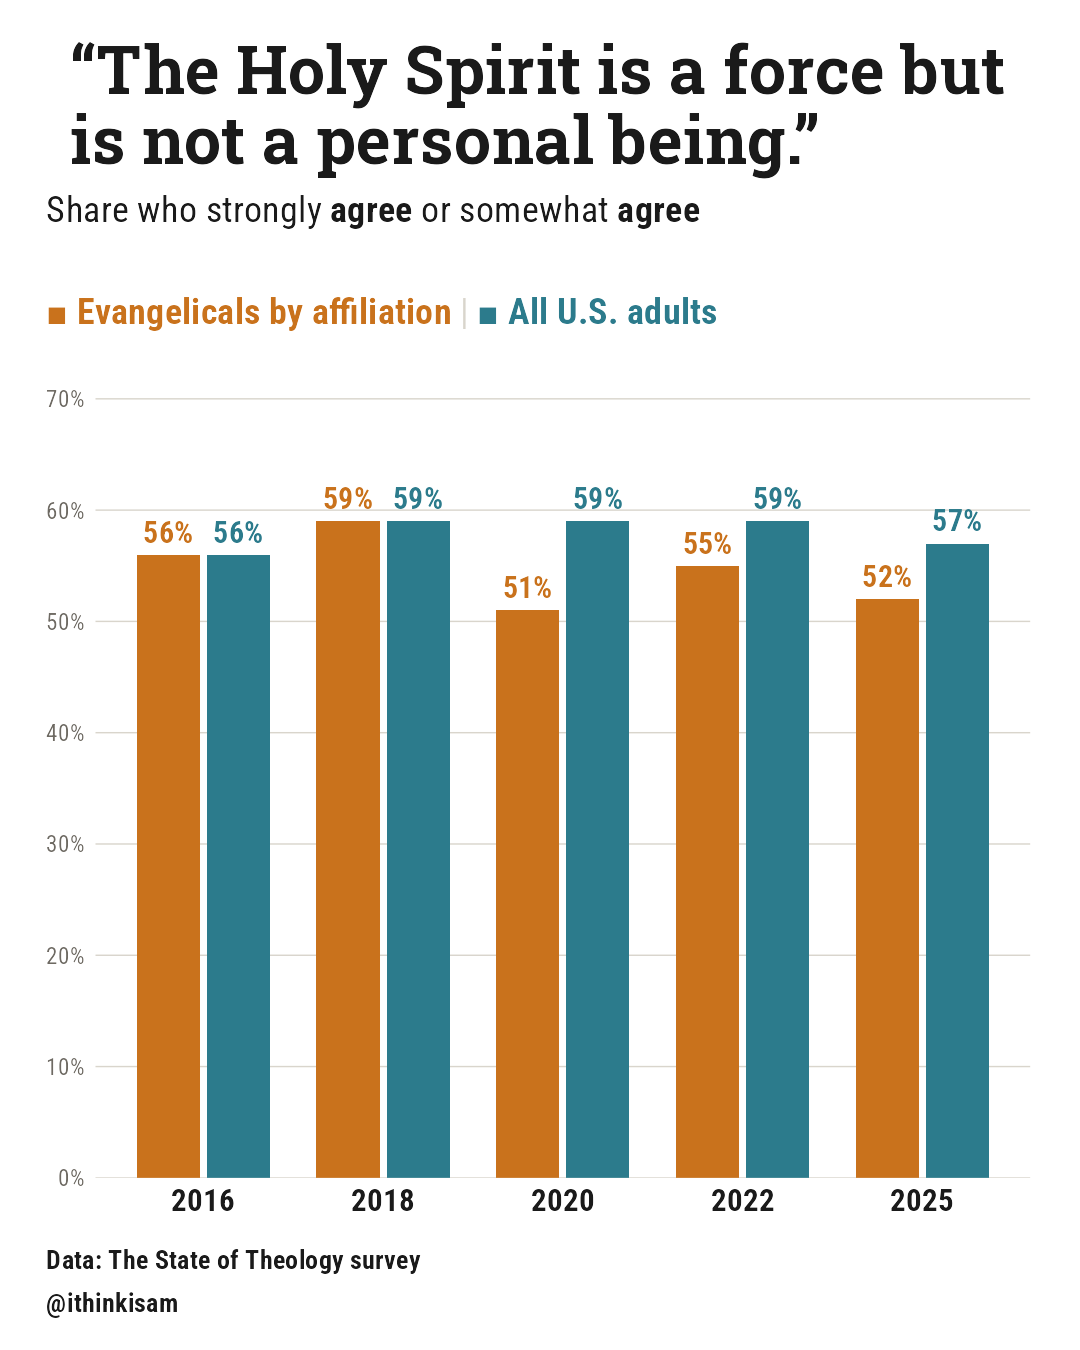 “The Holy Spirit is a force but
is not a personal being.”
Share who strongly agree or somewhat agree
Evangelicals by affiliation | All U.S. adults
70%
60%
50%
40%
30%
20%
10%
0%
56% 56% 59% 59% 51% 59% 55% 59% 52% 57%
2016 2018 2020 2022 2025
Data: The State of Theology survey
@ithinkisam